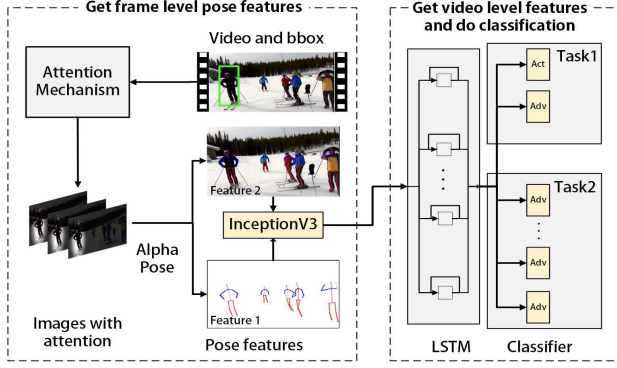 Get frame level pose features
Get video level features
and do classification
Video and bbox
Attention
Mechanism
Feature 2
InceptionV3
Alpha
Pose
Feature 1
Images with
attention
Pose features
Task1
Act
Adv
Task2
Adv
Adv
Adv
LSTM
Classifier